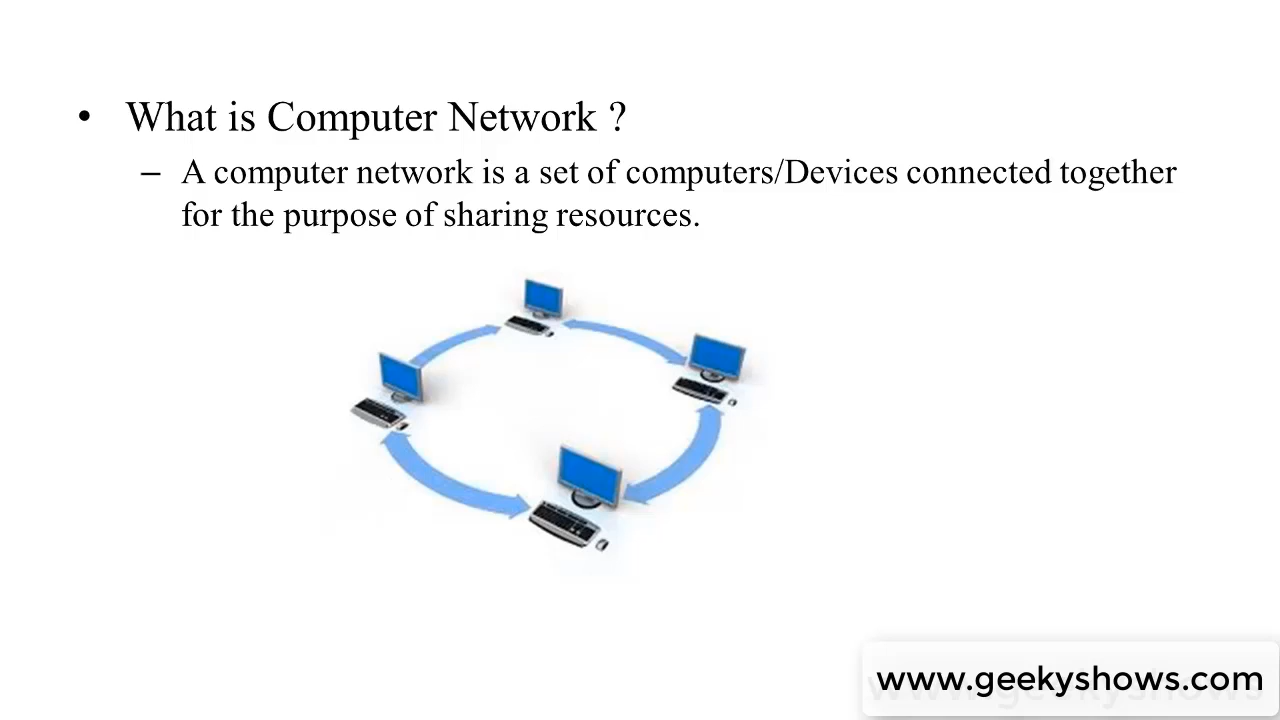 • What is Computer Network ?
– A computer network is a set of computers/Devices connected together
for the purpose of sharing resources.
www.geekyshows.com